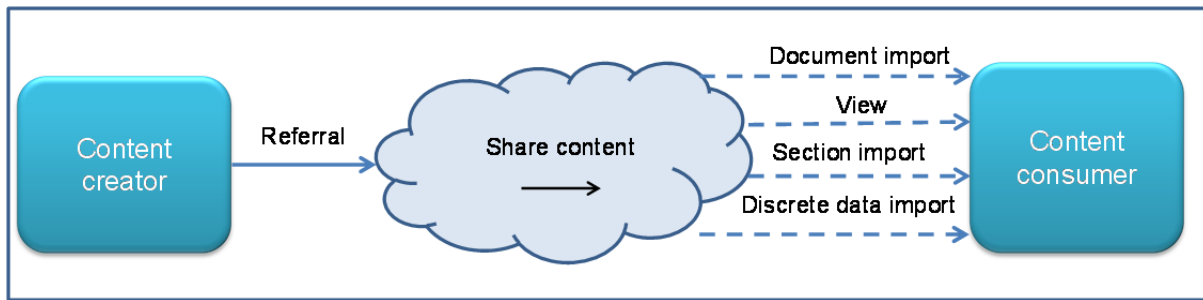 Content
creator
Referral
Share content
Document import
View
Section import
Discrete data import
Content
consumer